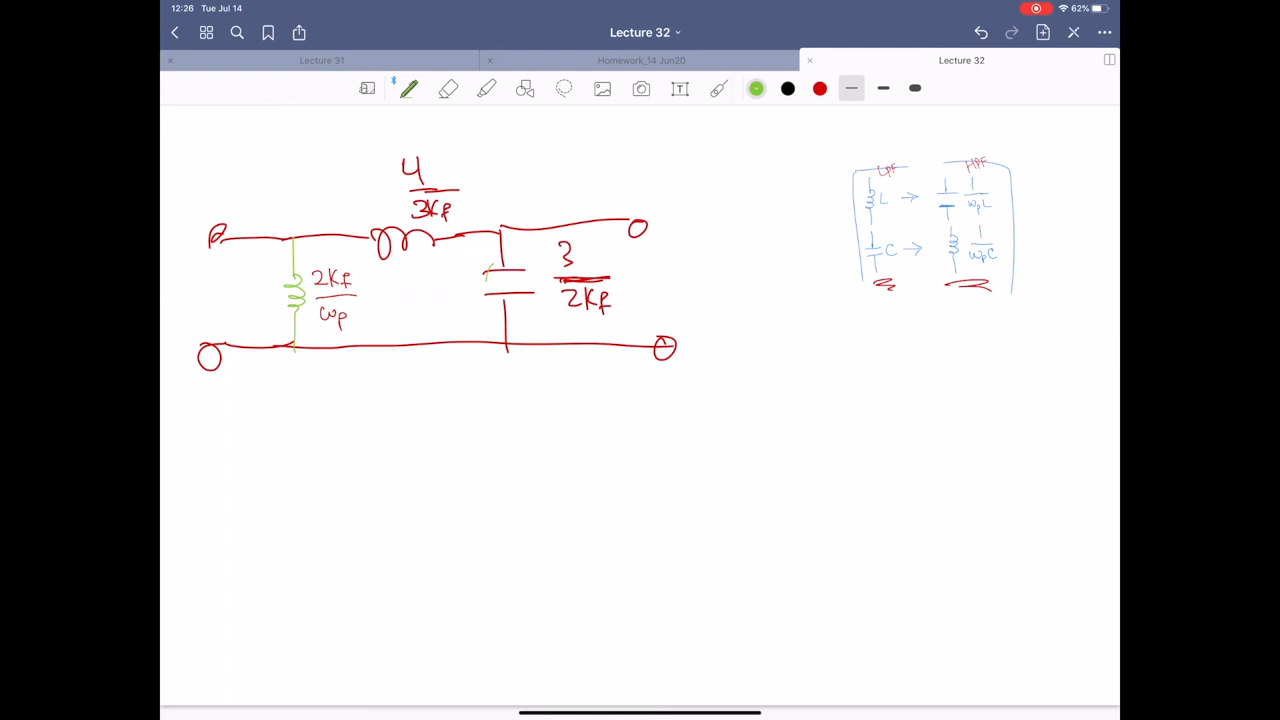 12:26 Tue Jul 14
62%
Lecture 32
Lecture 31
Homework_14 Jun20
Lecture 32
T
4
3Kf
2Kf
ωp
3
2Kf
LPF HPF
L → 1
ωpL
C → 1
ωpC